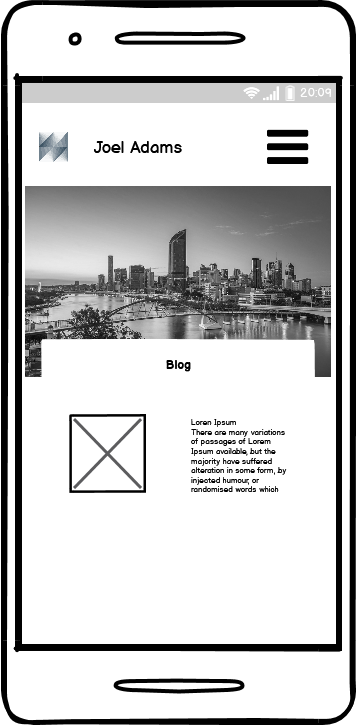 20:09
Joel Adams
Blog
Loren Ipsum
There are many variations
of passages of Lorem
Ipsum available, but the
majority have suffered
alteration in some form, by
injected humour, or
randomised words which